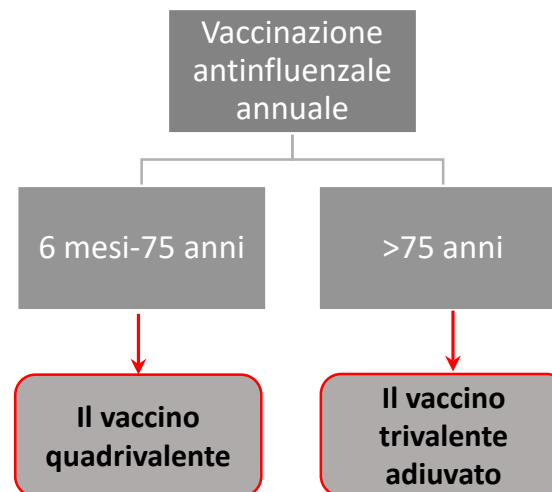 Vaccinazione
antinfluenzale
annuale
6 mesi-75 anni
>75 anni
Il vaccino
quadrivalente
Il vaccino
trivalente
adiuvato